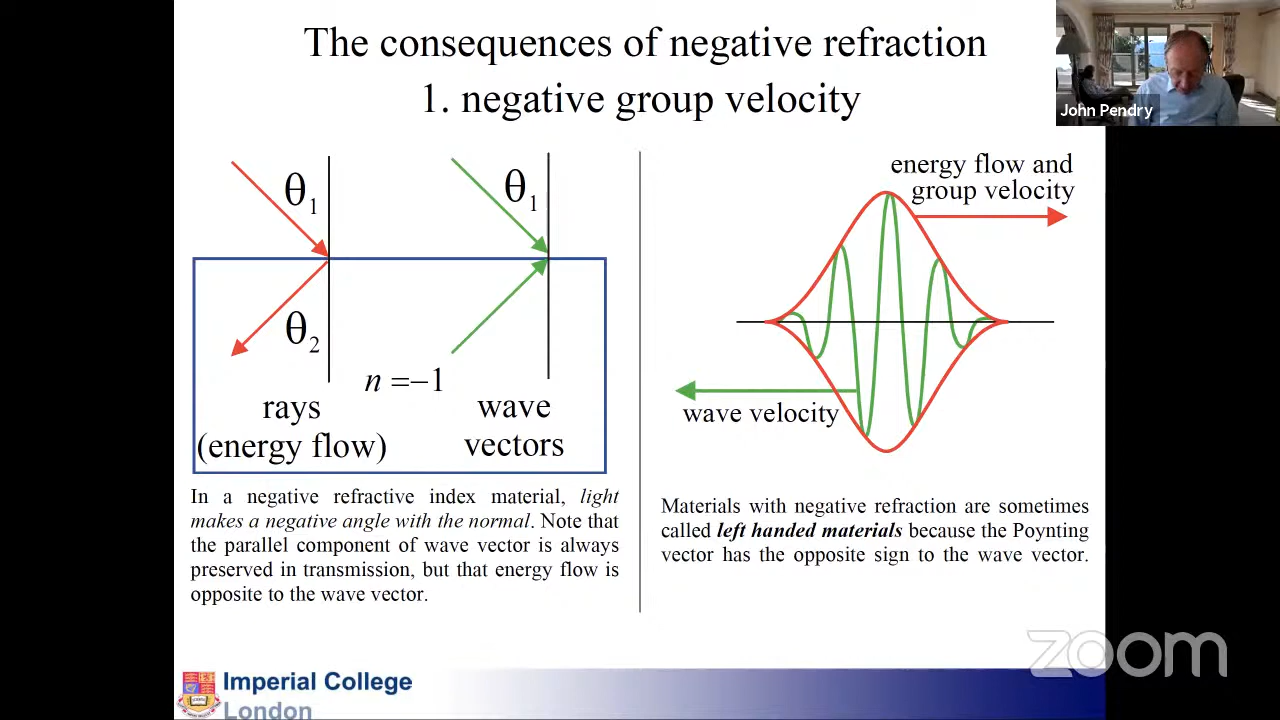 The consequences of negative refraction
1. negative group velocity
John Pendry
θ1
θ1
θ2
n =−1
rays
(energy flow)
wave
vectors
energy flow and
group velocity
wave velocity
In a negative refractive index material, light
makes a negative angle with the normal. Note that
the parallel component of wave vector is always
preserved in transmission, but that energy flow is
opposite to the wave vector.
Materials with negative refraction are sometimes
called left handed materials because the Poynting
vector has the opposite sign to the wave vector.
zoom
Imperial College
London